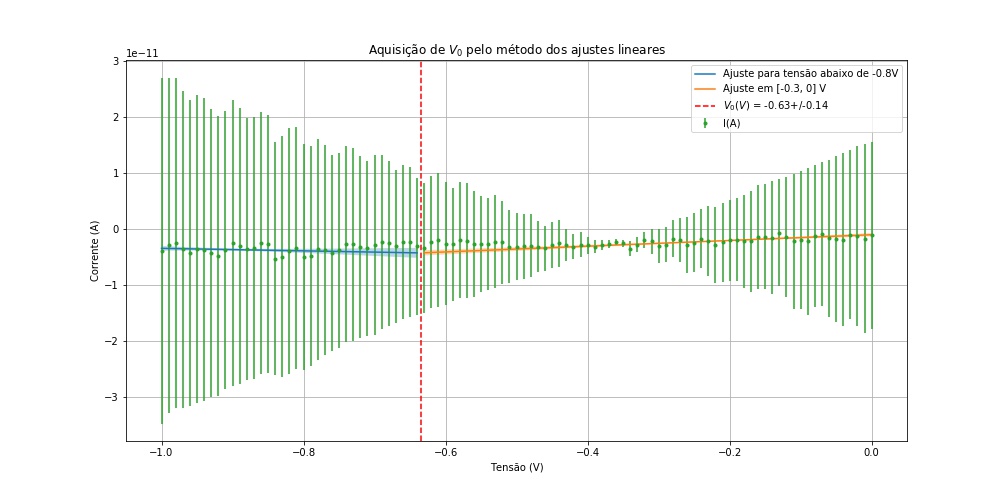 Aquisição de V₀ pelo método dos ajustes lineares
1e−11
Ajuste para tensão abaixo de -0.8V
Ajuste em [-0.3, 0] V
V₀(V) = -0.63+/-0.14
I(A)
3
2
1
0
−1
−2
−3
Corrente (A)
−1.0 −0.8 −0.6 −0.4 −0.2 0.0
Tensão (V)